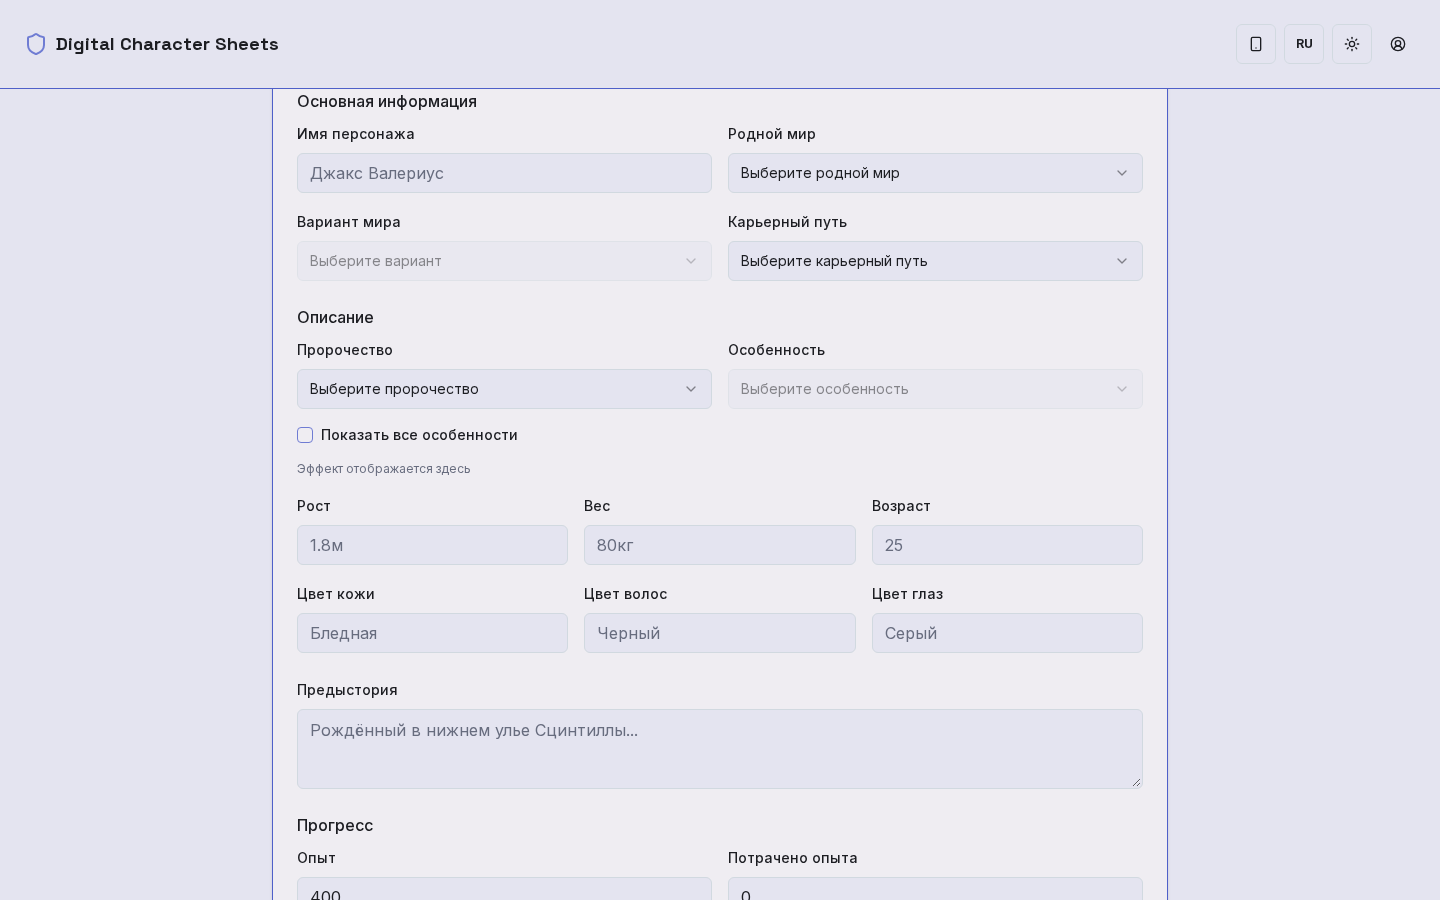 Digital Character Sheets
RU
Основная информация
Имя персонажа
Родной мир
Джакс Валериус
Выберите родной мир
Вариант мира
Карьерный путь
Выберите вариант
Выберите карьерный путь
Описание
Пророчество
Особенность
Выберите пророчество
Выберите особенность
Показать все особенности
Эффект отображается здесь
Рост
Вес
Возраст
1.8м
80кг
25
Цвет кожи
Цвет волос
Цвет глаз
Бледная
Черный
Серый
Предыстория
Рождённый в нижнем улье Сцинтиллы...
Прогресс
Опыт
Потрачено опыта
400
0